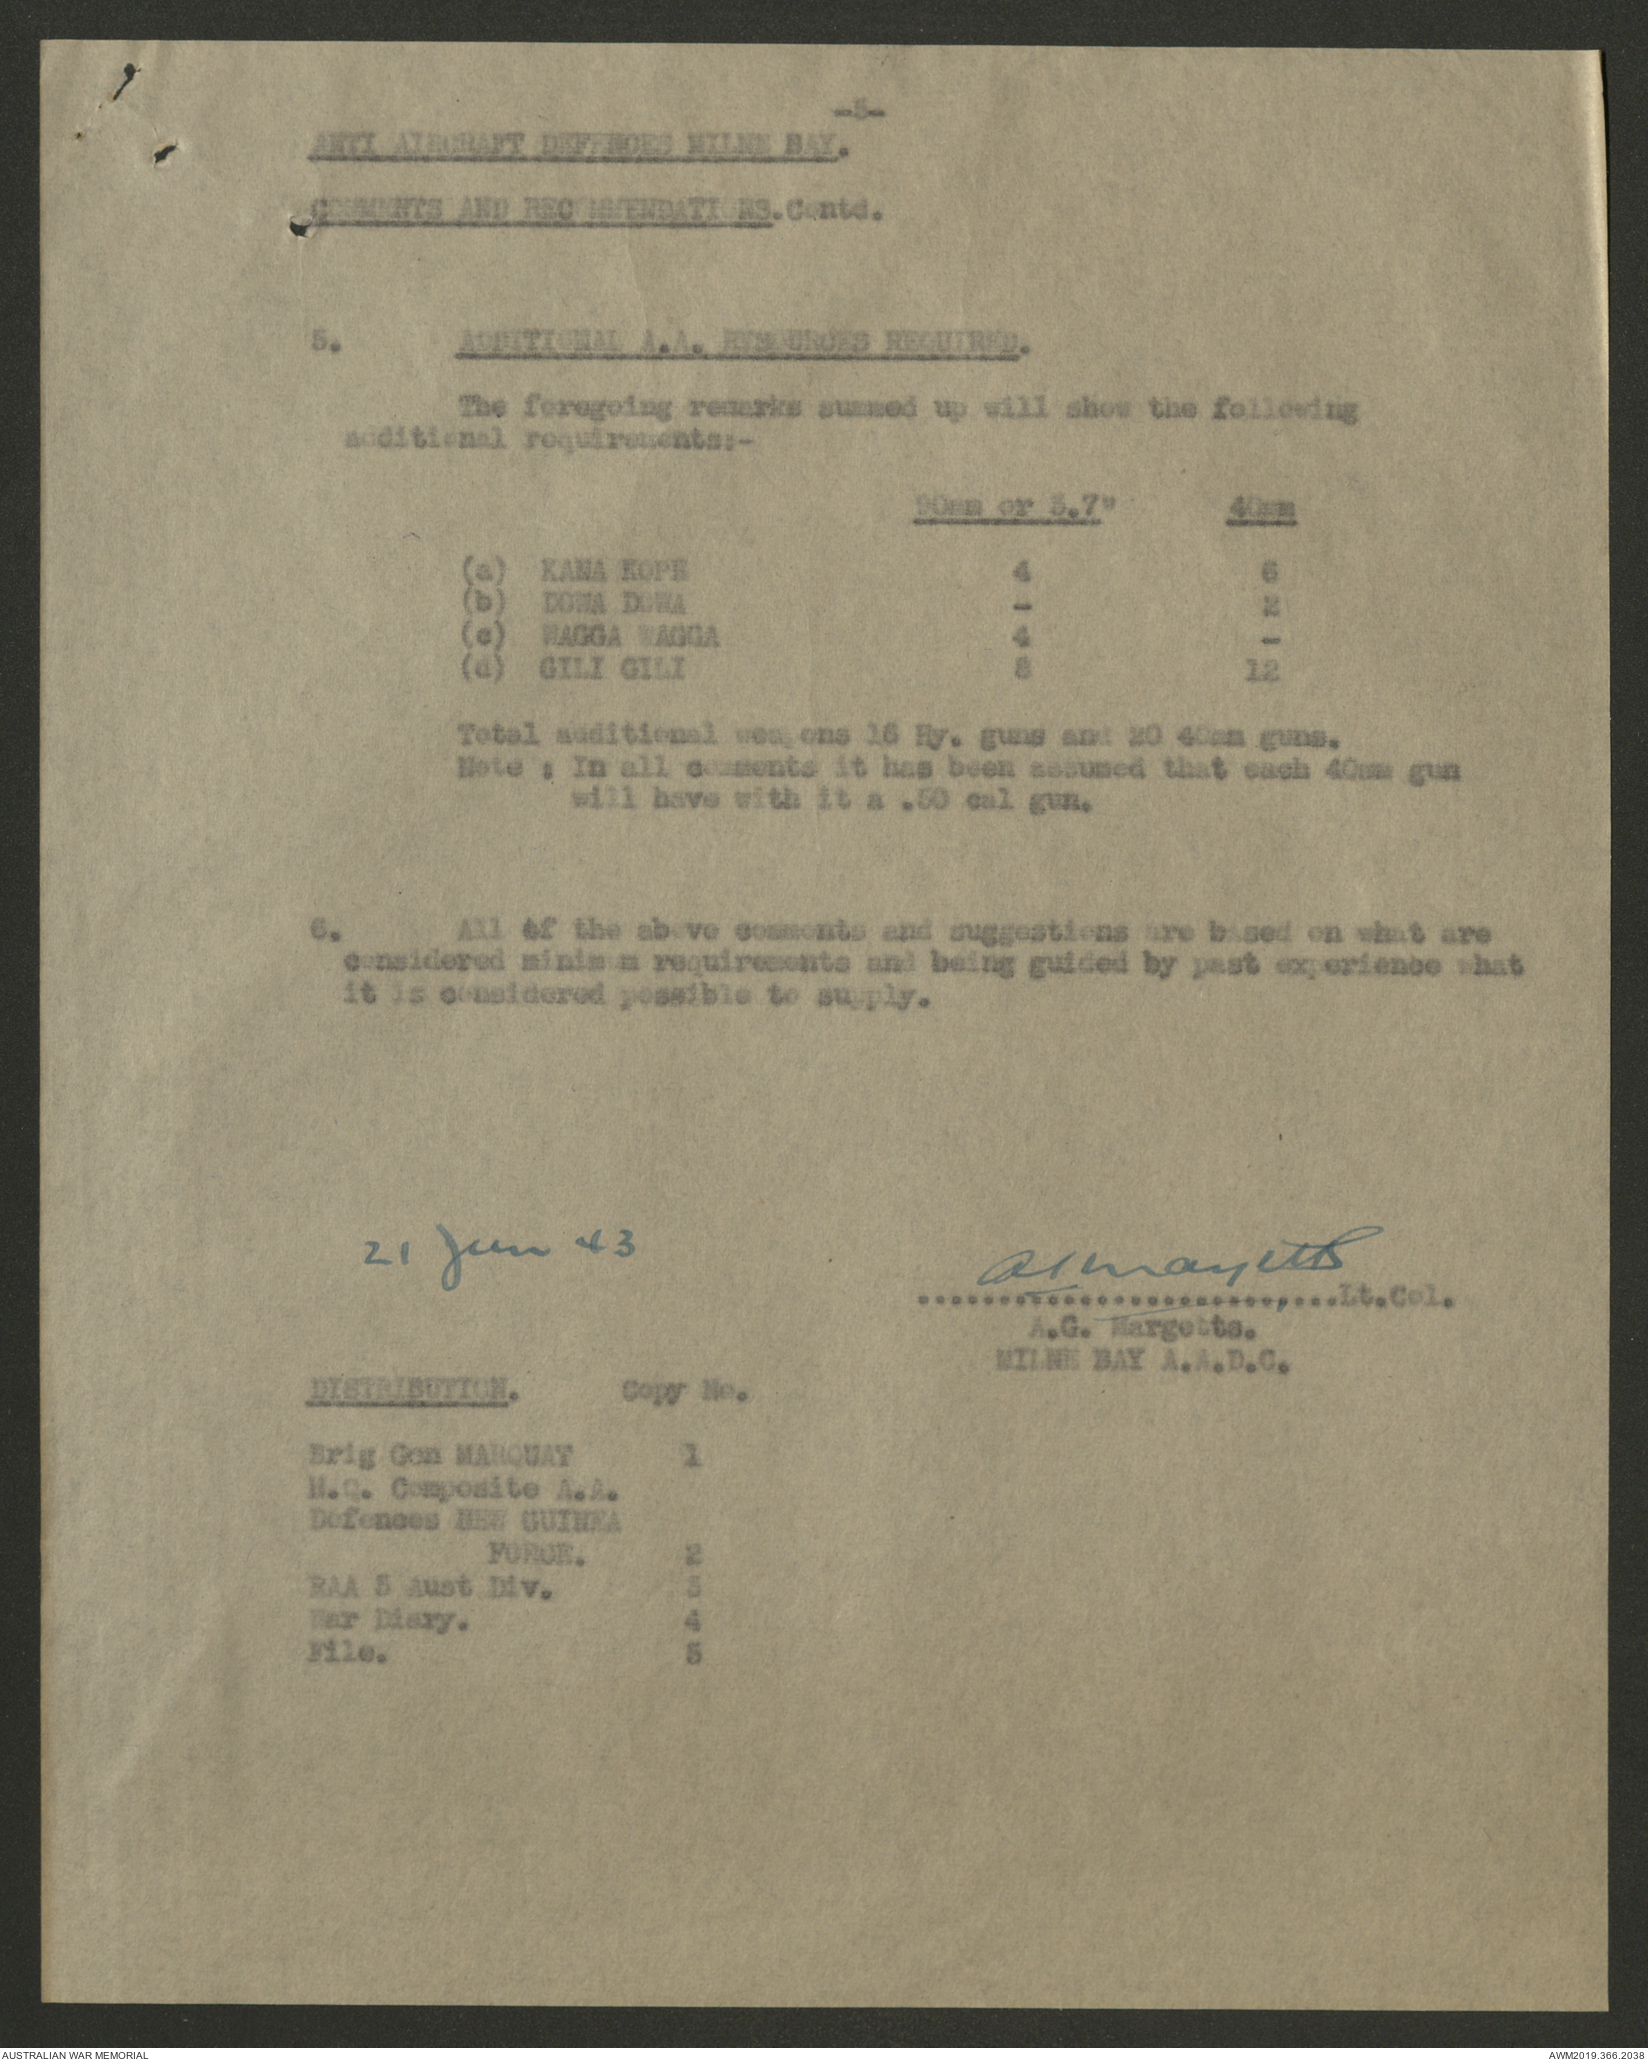 -5-
ANTI AIRCRAFT DEFENCES MILNE BAY.
COMMENTS AND RECOMMENDATIONS.Contd.
5. ADDITIONAL A.A. RESOURCES REQUIRED.
The foregoing remarks summed up will show the following
additional requirements:-
90mm or 3.7" 40mm
(a) KANA KOPE 4 6
(b) DOWA DOWA - 2
(c) WAGGA WAGGA 4 -
(d) GILI GILI 8 12
Total additional weapons 16 Hy. guns and 20 40mm guns.
Note : In all comments it has been assumed that each 40mm gun
will have with it a .50 cal gun.
6. All of the above comments and suggestions are based on what are
considered minimum requirements and being guided by past experience what
it is considered possible to supply.
21 Jun 43
AGMargetts
..............................Lt.Col.
A.G. Margetts.
MILNE BAY A.A.D.C.
DISTRIBUTION. Copy No.
Brig Gen MARQUAT 1
H.Q. Composite A.A.
Defences NEW GUINEA
FORCE. 2
RAA 5 Aust Div. 3
War Diary. 4
File. 5
AUSTRALIAN WAR MEMORIAL
AWM2019.366.2038